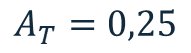 A_T = 0,25